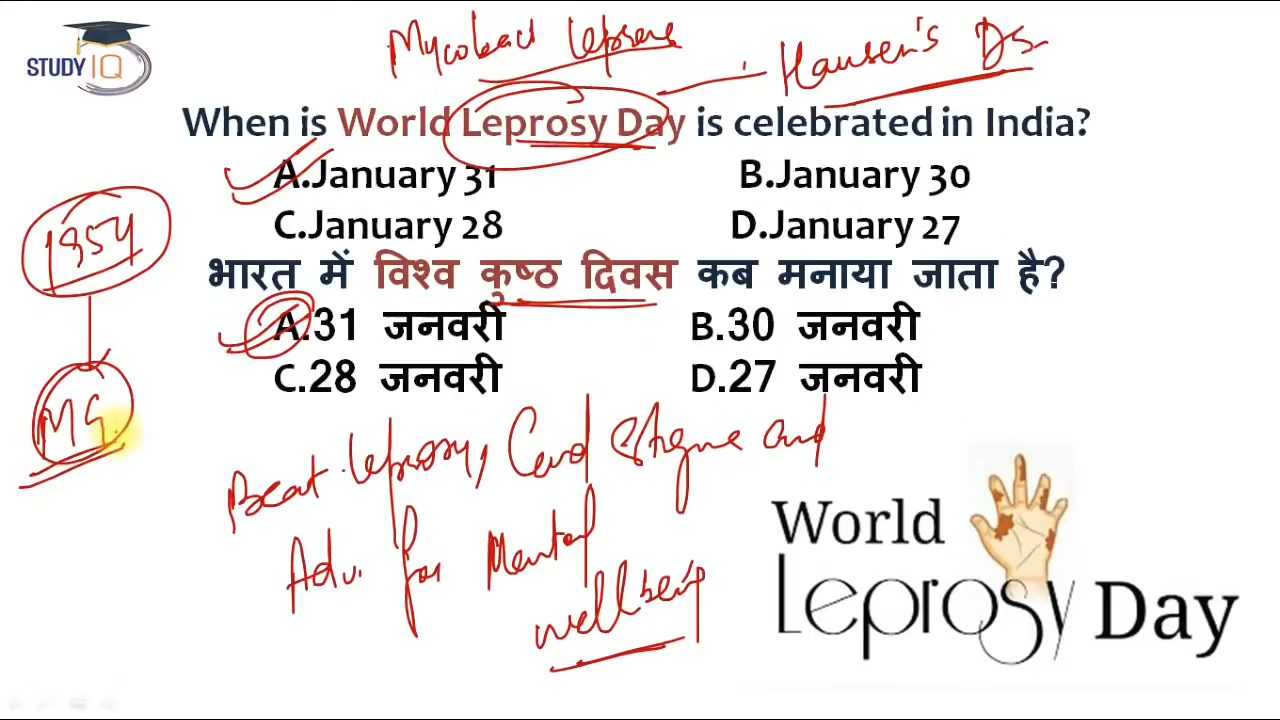 Mycobact leprae
Hansen's Ds
STUDY IQ
When is World Leprosy Day is celebrated in India?
A.January 31 B.January 30
C.January 28 D.January 27
1954
भारत में विश्व कुष्ठ दिवस कब मनाया जाता है?
A.31 जनवरी B.30 जनवरी
C.28 जनवरी D.27 जनवरी
MG
Beat leprosy, end stigma and
Adv. for Mental
wellbeing
World
Leprosy Day